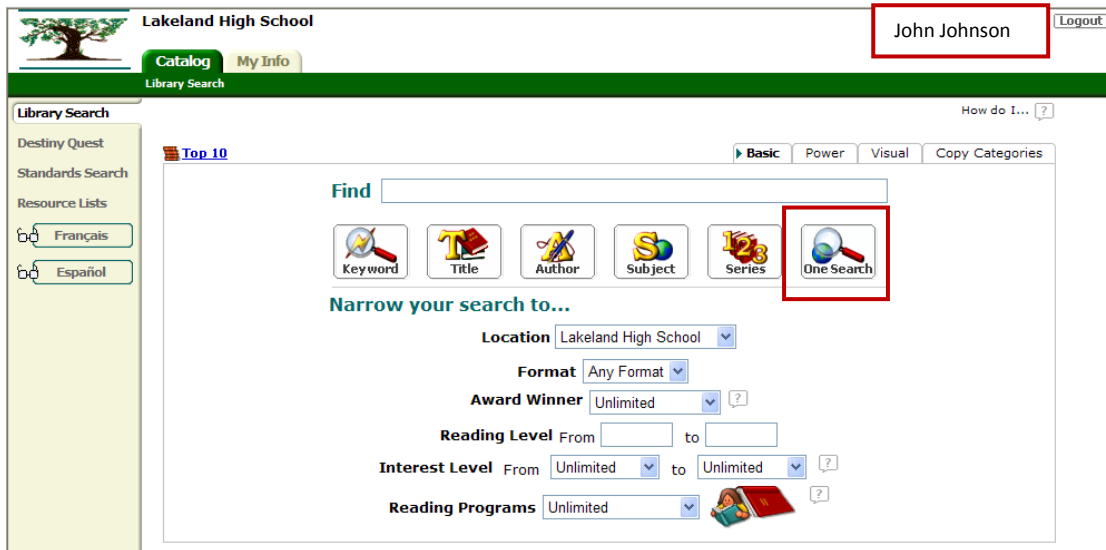 Lakeland High School
John Johnson
Logout
Catalog My Info
Library Search
Library Search
How do I... ?
Destiny Quest
Top 10
Basic Power Visual Copy Categories
Standards Search
Resource Lists
Find
Français
Español
Keyword Title Author Subject Series One Search
Narrow your search to...
Location Lakeland High School
Format Any Format
Award Winner Unlimited ?
Reading Level From to
Interest Level From Unlimited to Unlimited ?
Reading Programs Unlimited ?